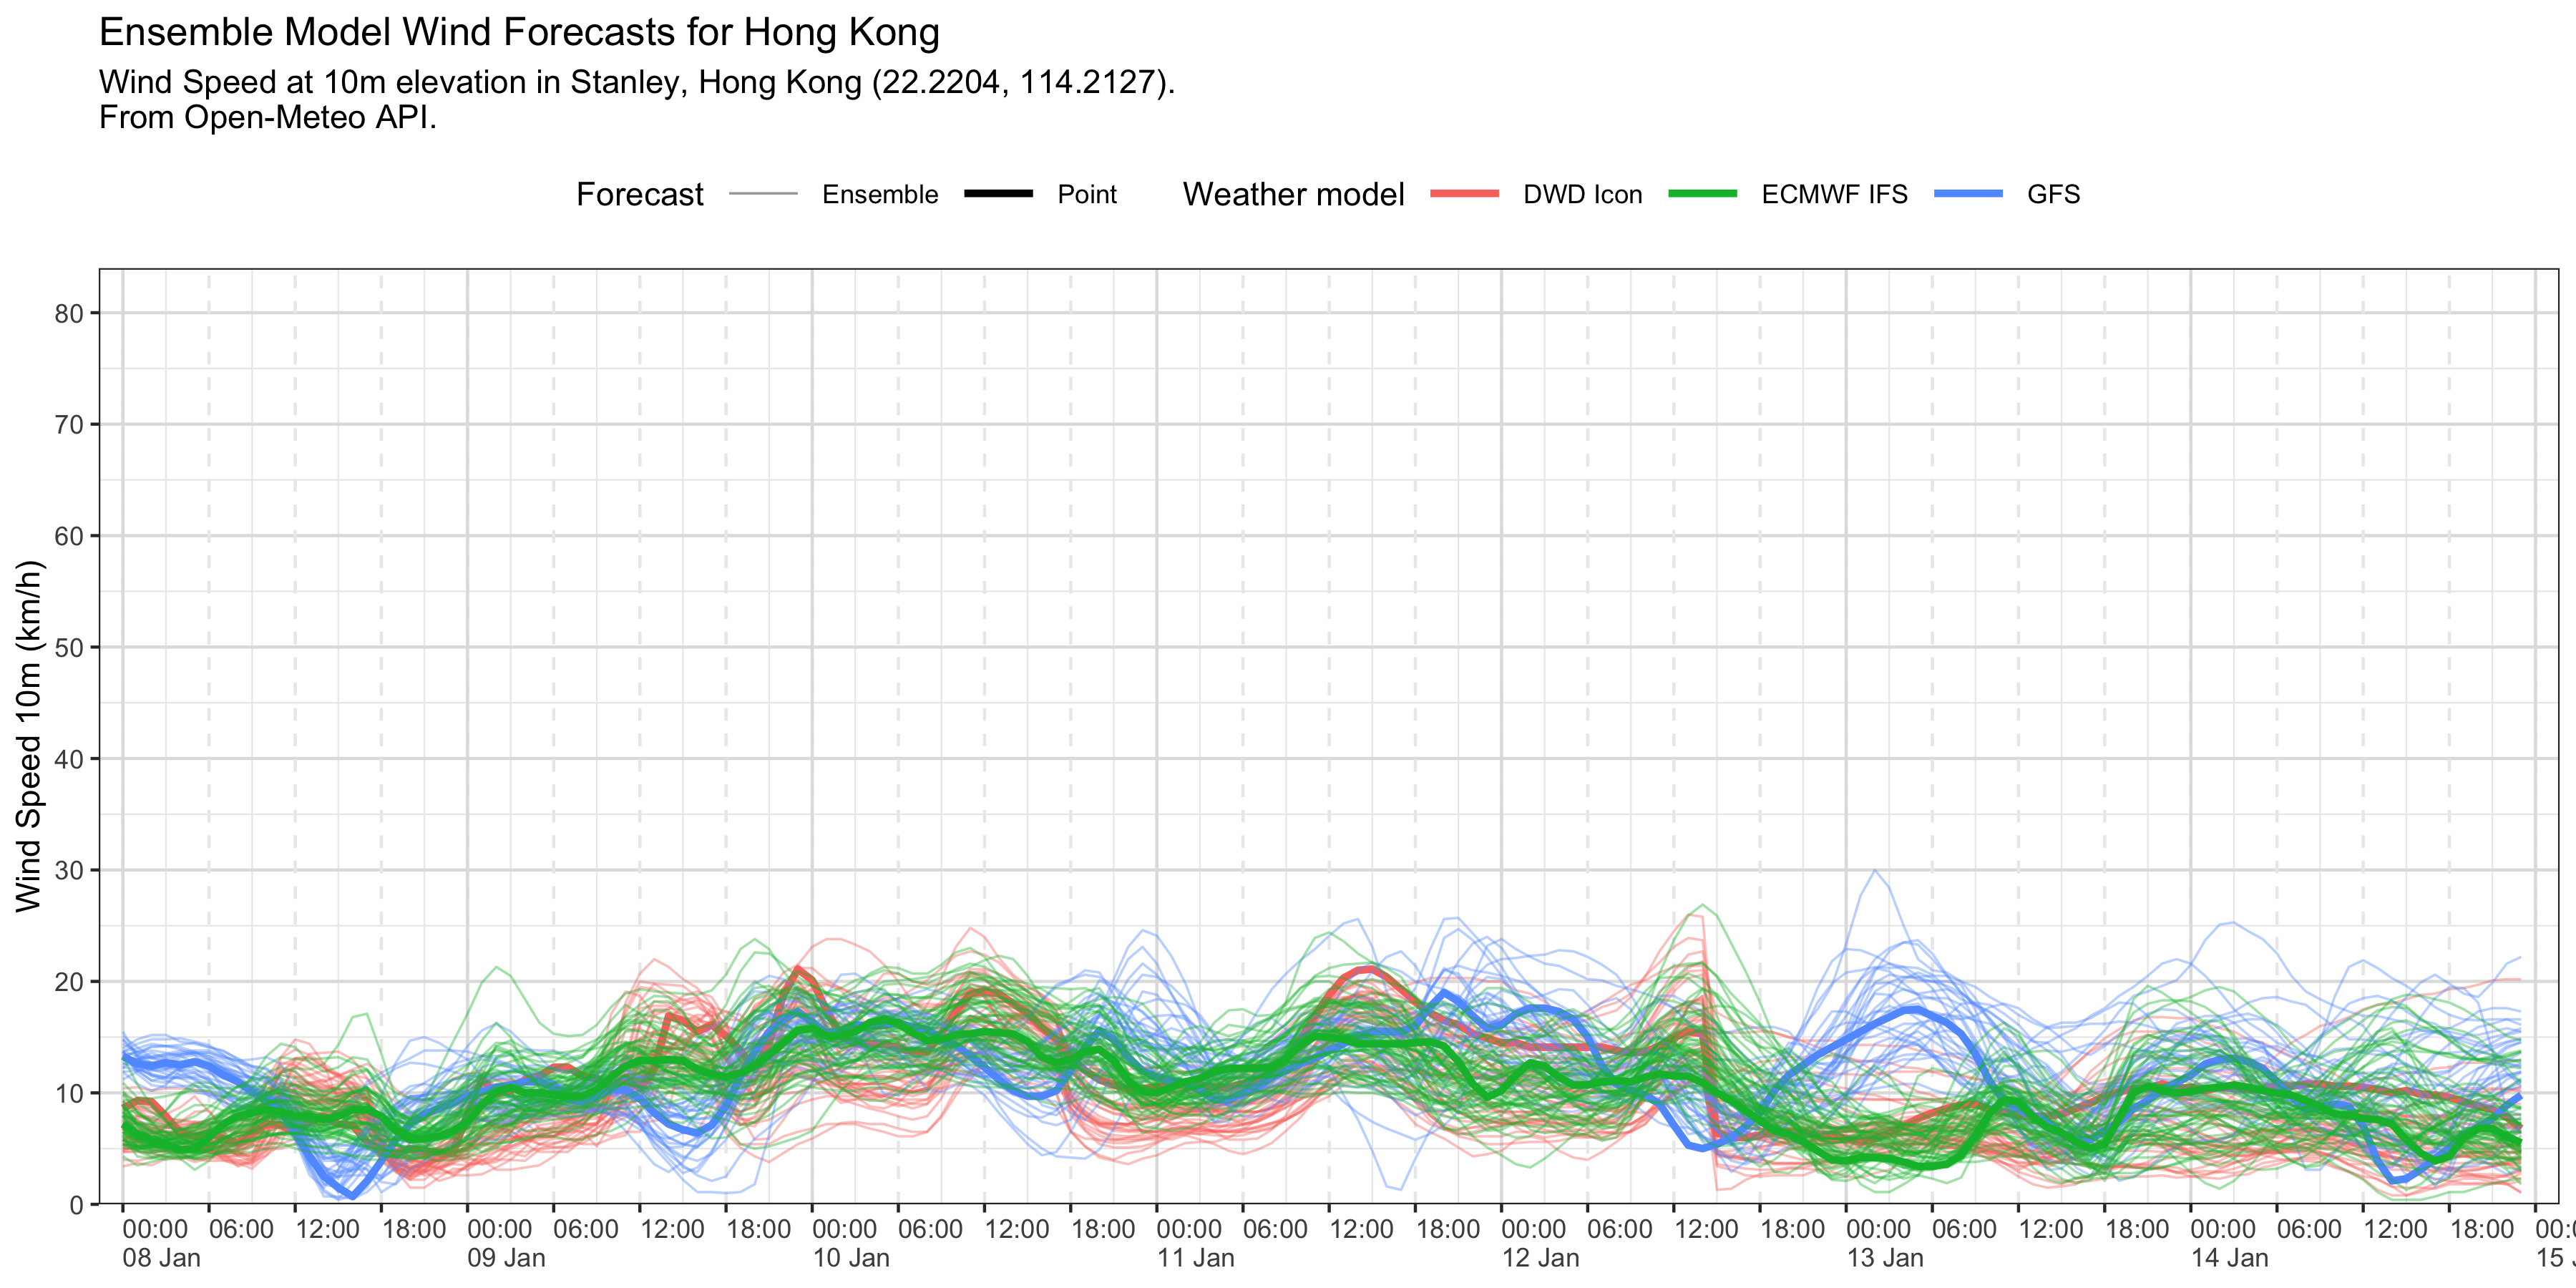 Ensemble Model Wind Forecasts for Hong Kong
Wind Speed at 10m elevation in Stanley, Hong Kong (22.2204, 114.2127).
From Open-Meteo API.
Forecast Ensemble Point Weather model DWD Icon ECMWF IFS GFS
Wind Speed 10m (km/h)
80
70
60
50
40
30
20
10
0
00:00 06:00 12:00 18:00 00:00 06:00 12:00 18:00 00:00 06:00 12:00 18:00 00:00 06:00 12:00 18:00 00:00 06:00 12:00 18:00 00:00 06:00 12:00 18:00 00:00 06:00 12:00 18:00
08 Jan 09 Jan 10 Jan 11 Jan 12 Jan 13 Jan 14 Jan 15